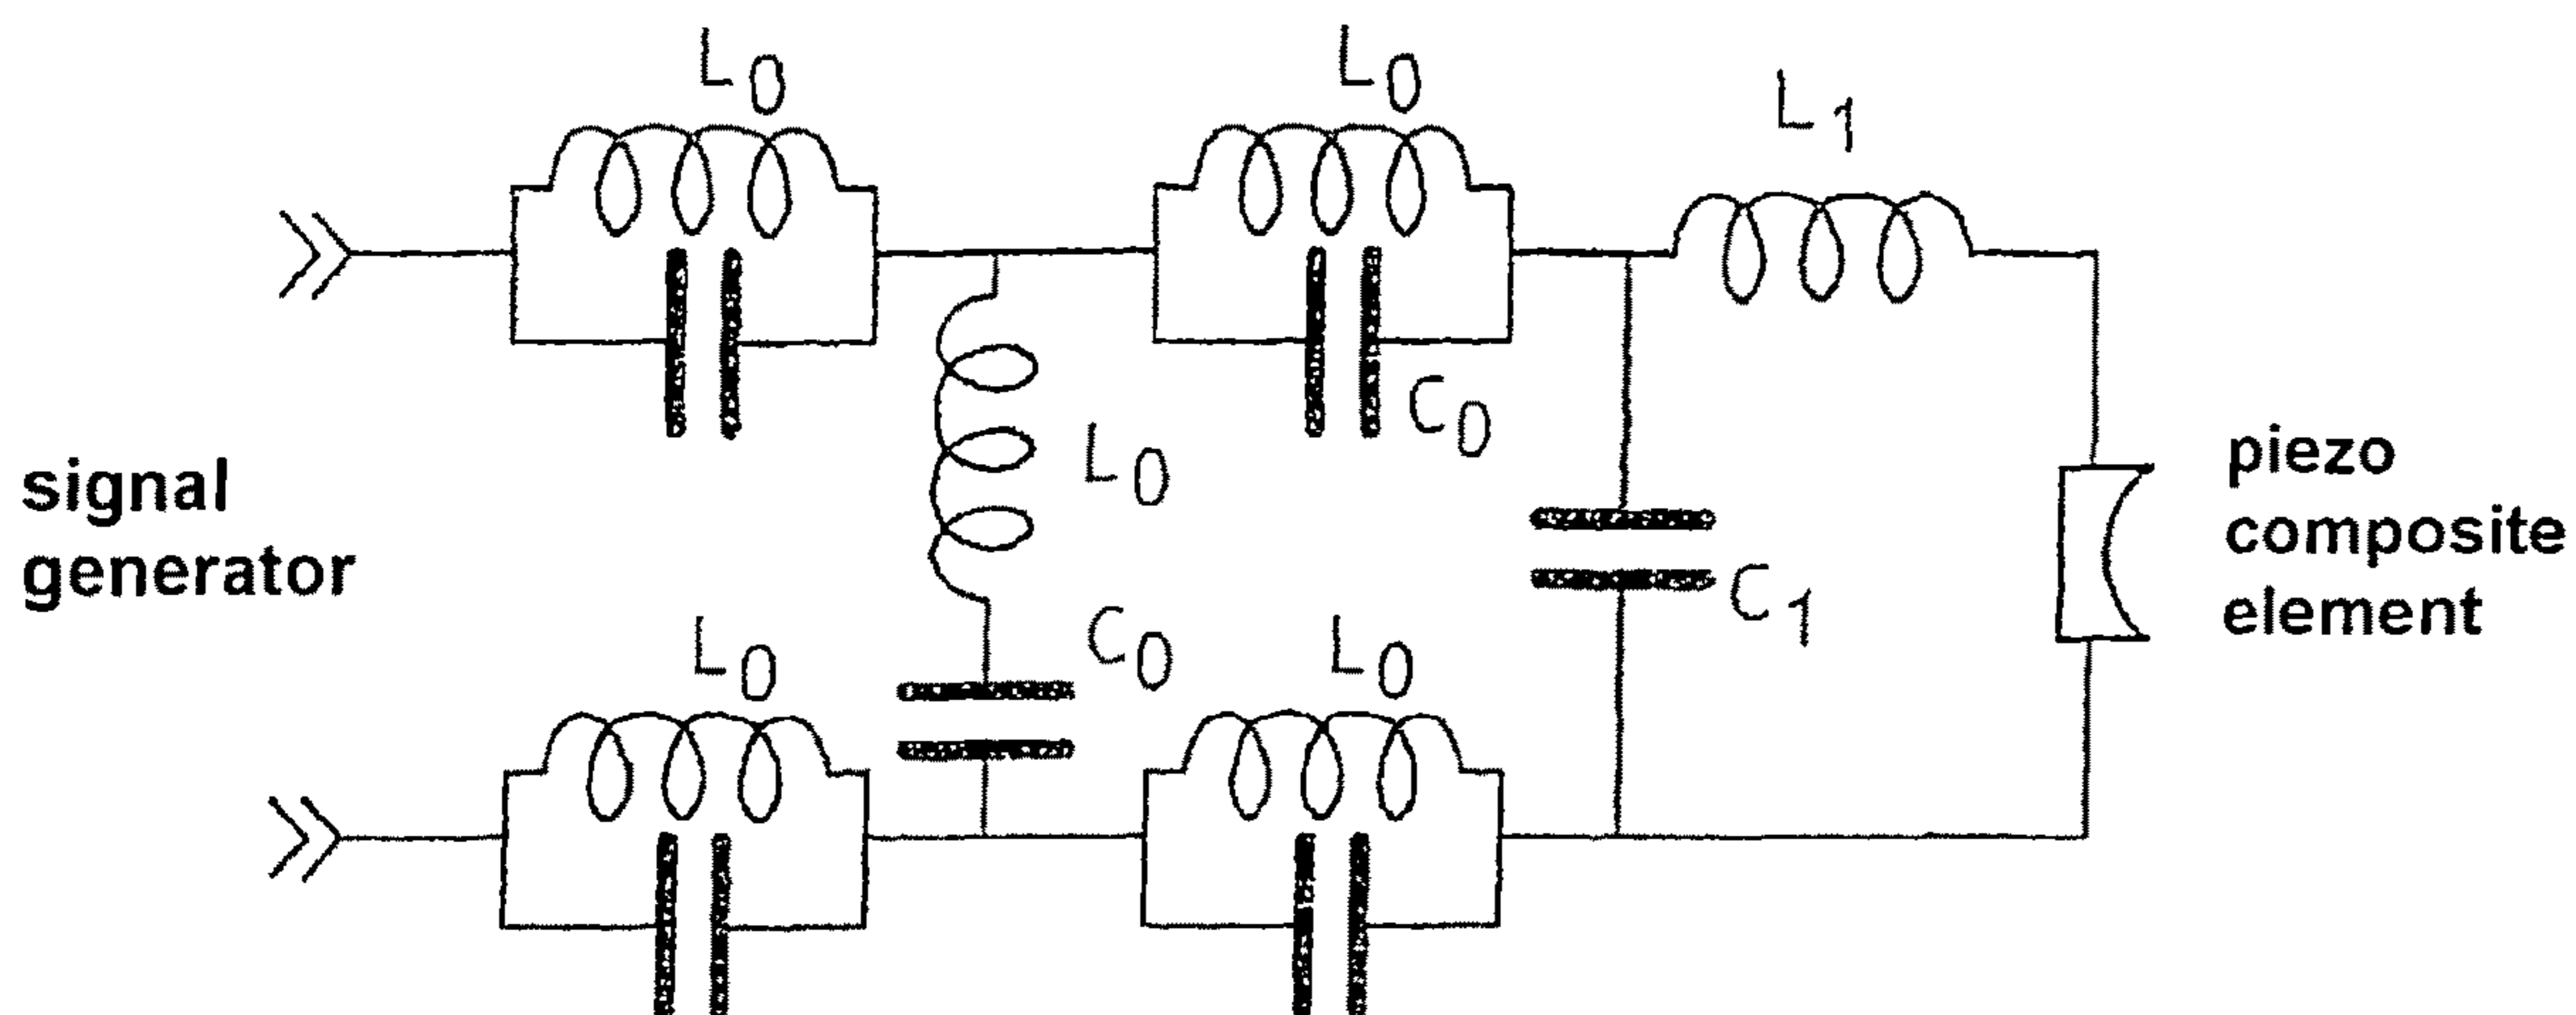 L0
L0
L1
signal
generator
L0
C0
C0
L0
L0
C1
piezo
composite
element